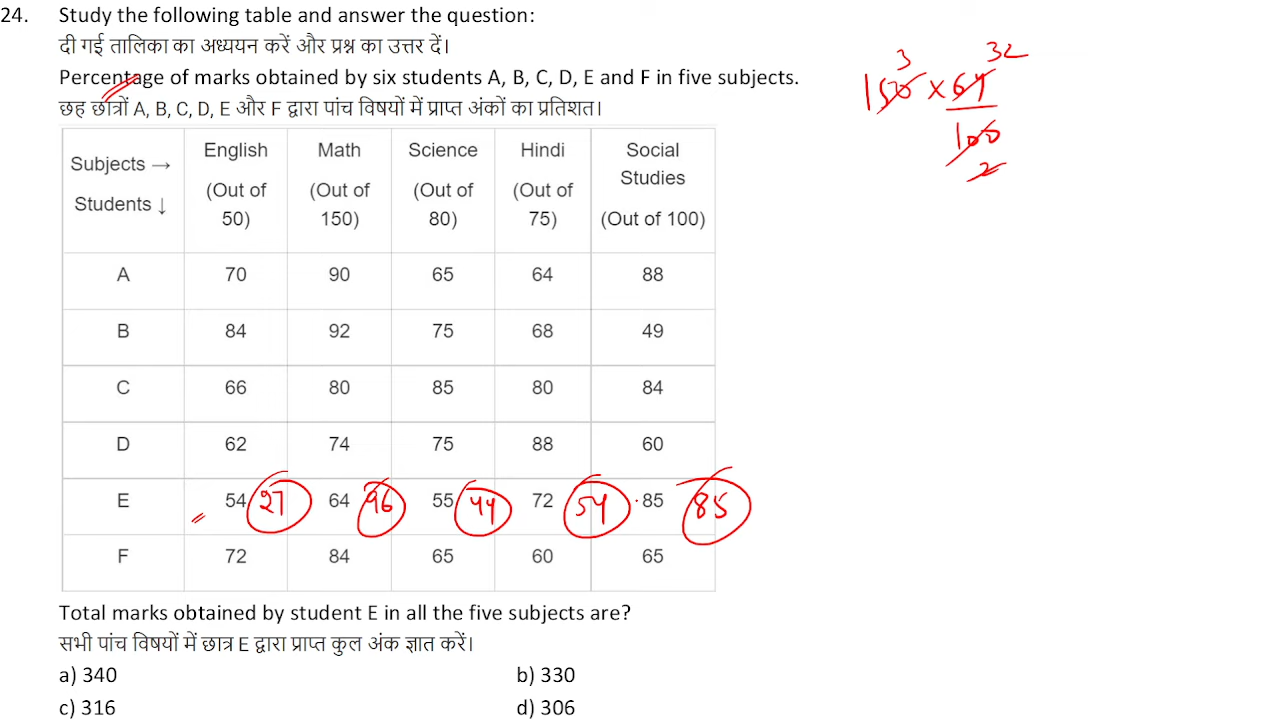 24. Study the following table and answer the question:
दी गई तालिका का अध्ययन करें और प्रश्न का उत्तर दें।
Percentage of marks obtained by six students A, B, C, D, E and F in five subjects.
छह छात्रों A, B, C, D, E और F द्वारा पांच विषयों में प्राप्त अंकों का प्रतिशत।
150 3 × 64 32
100
2
Subjects → Students ↓ English (Out of 50) Math (Out of 150) Science (Out of 80) Hindi (Out of 75) Social Studies (Out of 100)
A 70 90 65 64 88
B 84 92 75 68 49
C 66 80 85 80 84
D 62 74 75 88 60
E 54 27 64 96 55 44 72 54 85 85
F 72 84 65 60 65
Total marks obtained by student E in all the five subjects are?
सभी पांच विषयों में छात्र E द्वारा प्राप्त कुल अंक ज्ञात करें।
a) 340 b) 330
c) 316 d) 306